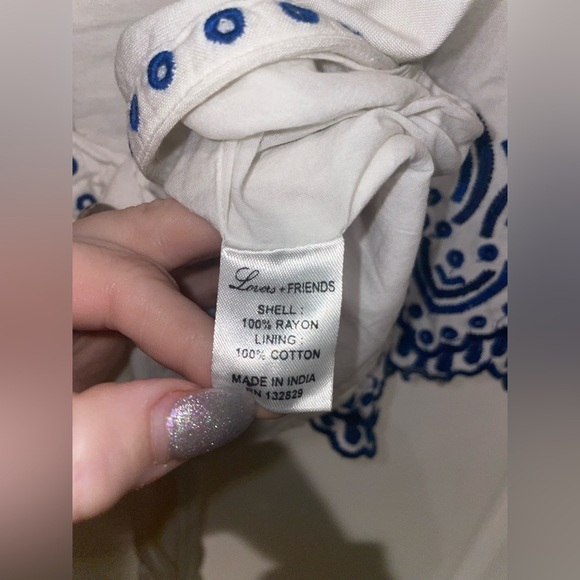 Lovers + FRIENDS
SHELL :
100% RAYON
LINING :
100% COTTON
MADE IN INDIA
RN 132829